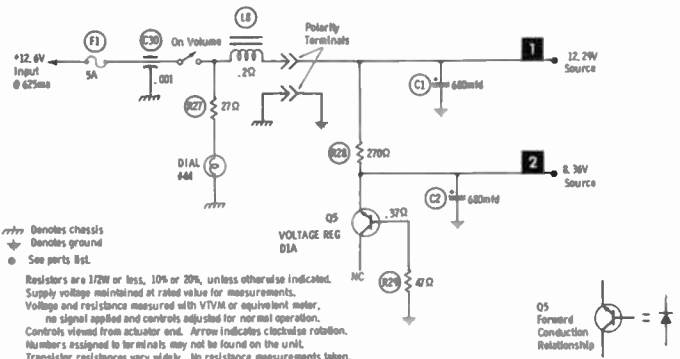 L8
Polarity
Terminals
F1
C30
On Volume
1
+12.6V
Input
@ 625ma
5A
.001
.2Ω
12.29V
Source
C1
680mfd
R27
27Ω
R28
270Ω
2
DIAL
#44
8.36V
Source
C2
680mfd
Q5
.37Ω
VOLTAGE REG
D1A
NC
R29
47Ω
Denotes chassis
Denotes ground
See parts list.
Resistors are 1/2W or less, 10% or 20%, unless otherwise indicated.
Supply voltage maintained at rated value for measurements.
Voltage and resistance measured with VTVM or equivalent meter,
no signal applied and controls adjusted for normal operation.
Controls viewed from actuator end. Arrow indicates clockwise rotation.
Numbers assigned to terminals may not be found on the unit.
Transistor resistances vary widely. No resistance measurements taken.
Q5
Forward
Conduction
Relationship
=